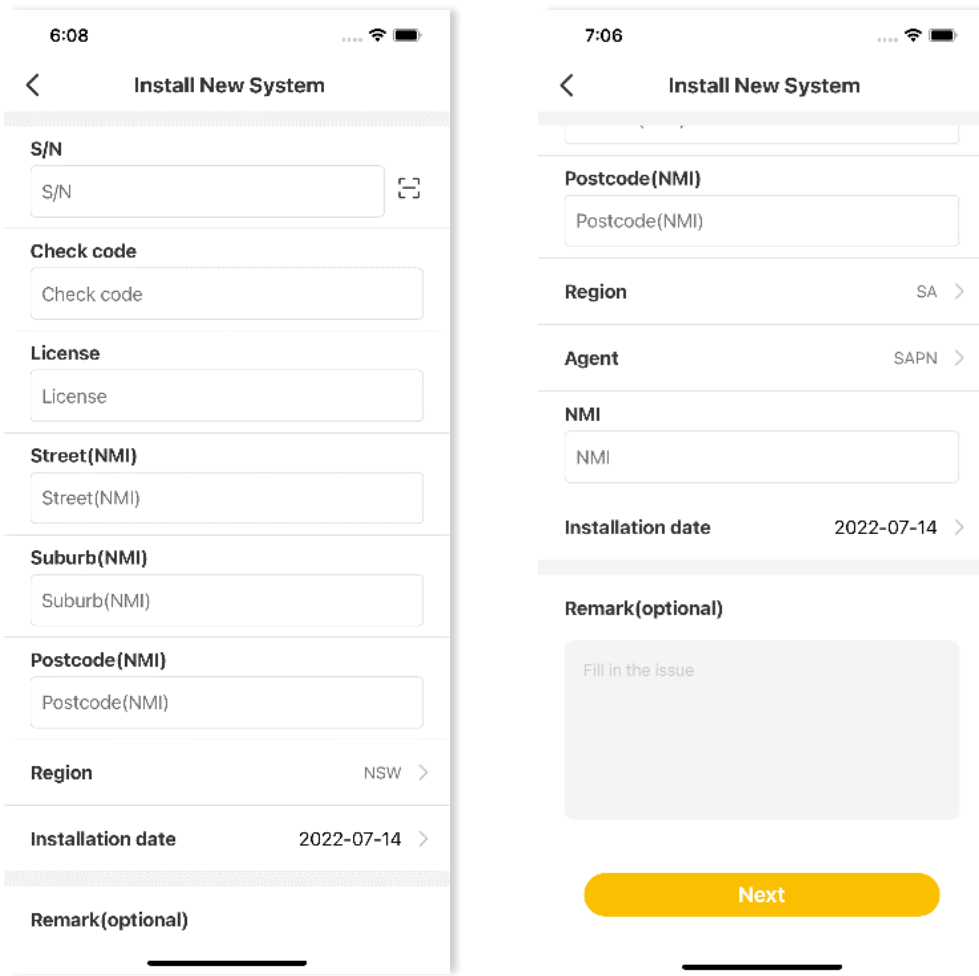 6:08
Install New System
S/N
S/N
Check code
Check code
License
License
Street(NMI)
Street(NMI)
Suburb(NMI)
Suburb(NMI)
Postcode(NMI)
Postcode(NMI)
Region NSW
Installation date 2022-07-14
Remark(optional)
7:06
Install New System
Postcode(NMI)
Postcode(NMI)
Region SA
Agent SAPN
NMI
NMI
Installation date 2022-07-14
Remark(optional)
Fill in the issue
Next